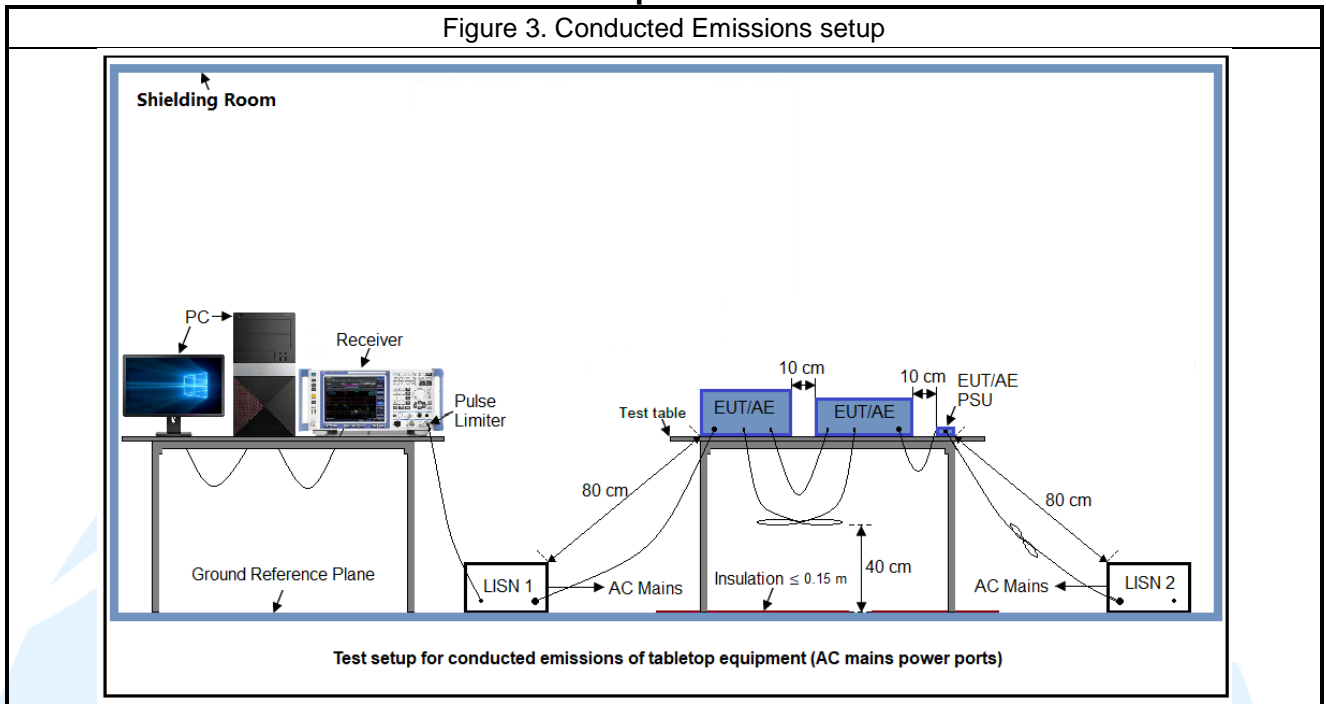 Figure 3. Conducted Emissions setup
Shielding Room
PC
Receiver
Pulse
Limiter
10 cm
10 cm
EUT/AE
PSU
Test table
EUT/AE
EUT/AE
80 cm
80 cm
40 cm
Ground Reference Plane
LISN 1
AC Mains
Insulation ≤ 0.15 m
AC Mains
LISN 2
Test setup for conducted emissions of tabletop equipment (AC mains power ports)